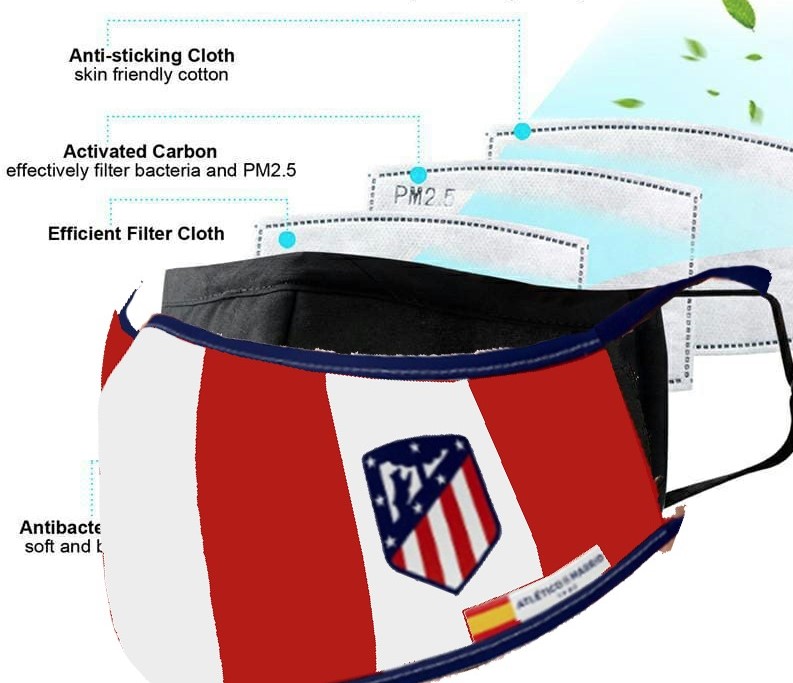 Anti-sticking Cloth
skin friendly cotton
Activated Carbon
effectively filter bacteria and PM2.5
PM2.5
Efficient Filter Cloth
Antibacte
soft and b
ATLÉTICO DE MADRID